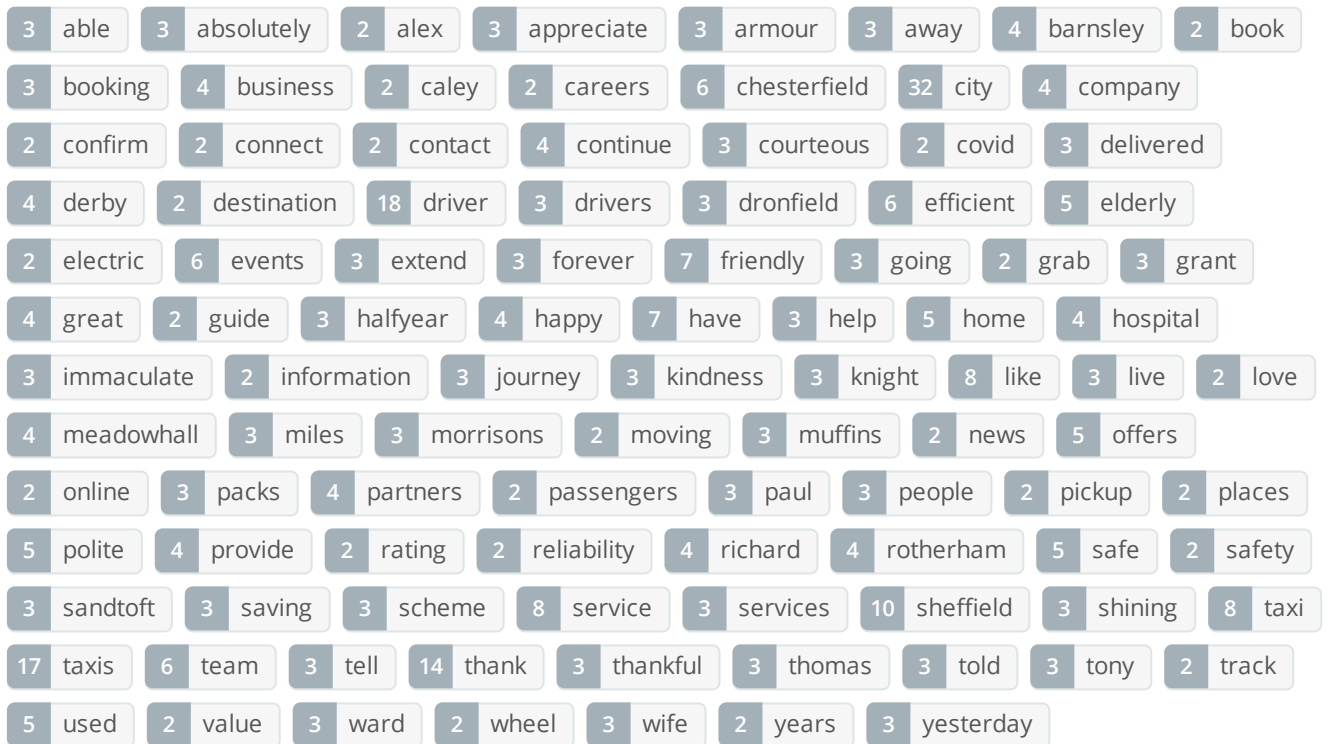 3 able 3 absolutely 2 alex 3 appreciate 3 armour 3 away 4 barnsley 2 book
3 booking 4 business 2 caley 2 careers 6 chesterfield 32 city 4 company
2 confirm 2 connect 2 contact 4 continue 3 courteous 2 covid 3 delivered
4 derby 2 destination 18 driver 3 drivers 3 dronfield 6 efficient 5 elderly
2 electric 6 events 3 extend 3 forever 7 friendly 3 going 2 grab 3 grant
4 great 2 guide 3 halfyear 4 happy 7 have 3 help 5 home 4 hospital
3 immaculate 2 information 3 journey 3 kindness 3 knight 8 like 3 live 2 love
4 meadowhall 3 miles 3 morrisons 2 moving 3 muffins 2 news 5 offers
2 online 3 packs 4 partners 2 passengers 3 paul 3 people 2 pickup 2 places
5 polite 4 provide 2 rating 2 reliability 4 richard 4 rotherham 5 safe 2 safety
3 sandtoft 3 saving 3 scheme 8 service 3 services 10 sheffield 3 shining 8 taxi
17 taxis 6 team 3 tell 14 thank 3 thankful 3 thomas 3 told 3 tony 2 track
5 used 2 value 3 ward 2 wheel 3 wife 2 years 3 yesterday